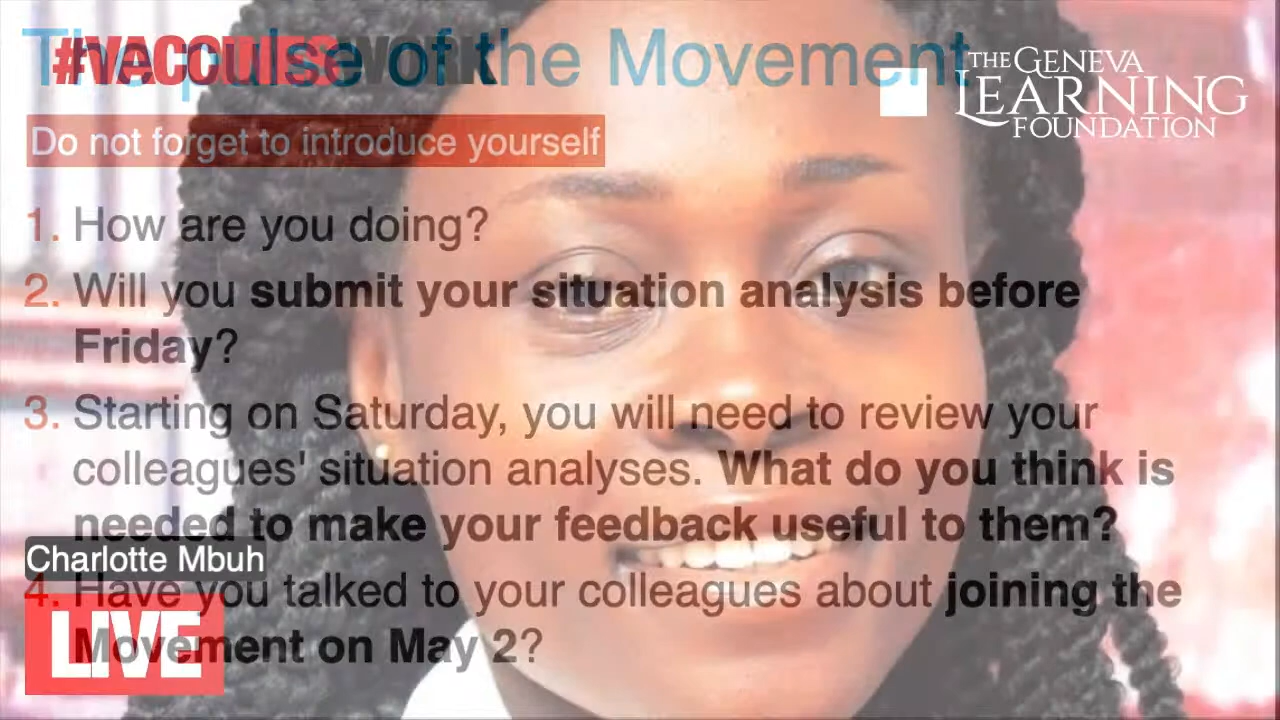 The pulse of the Movement
#VACCINESWORK
THE GENEVA
LEARNING
FOUNDATION
Do not forget to introduce yourself
1. How are you doing?
2. Will you submit your situation analysis before
Friday?
3. Starting on Saturday, you will need to review your
colleagues' situation analyses. What do you think is
needed to make your feedback useful to them?
Charlotte Mbuh
4. Have you talked to your colleagues about joining the
Movement on May 2?
LIVE